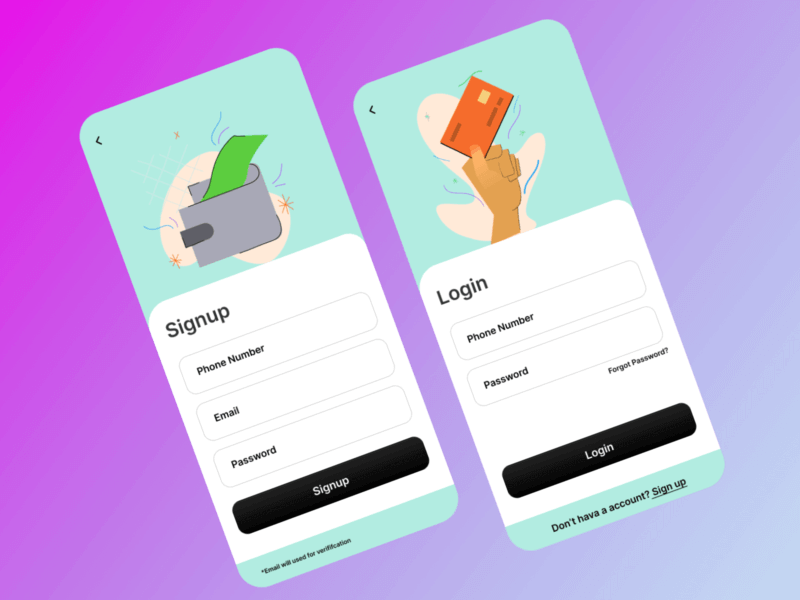 Signup
Phone Number
Email
Password
Signup
*Email will used for verififcation
Login
Phone Number
Password
Forgot Password?
Login
Don't hava a account? Sign up